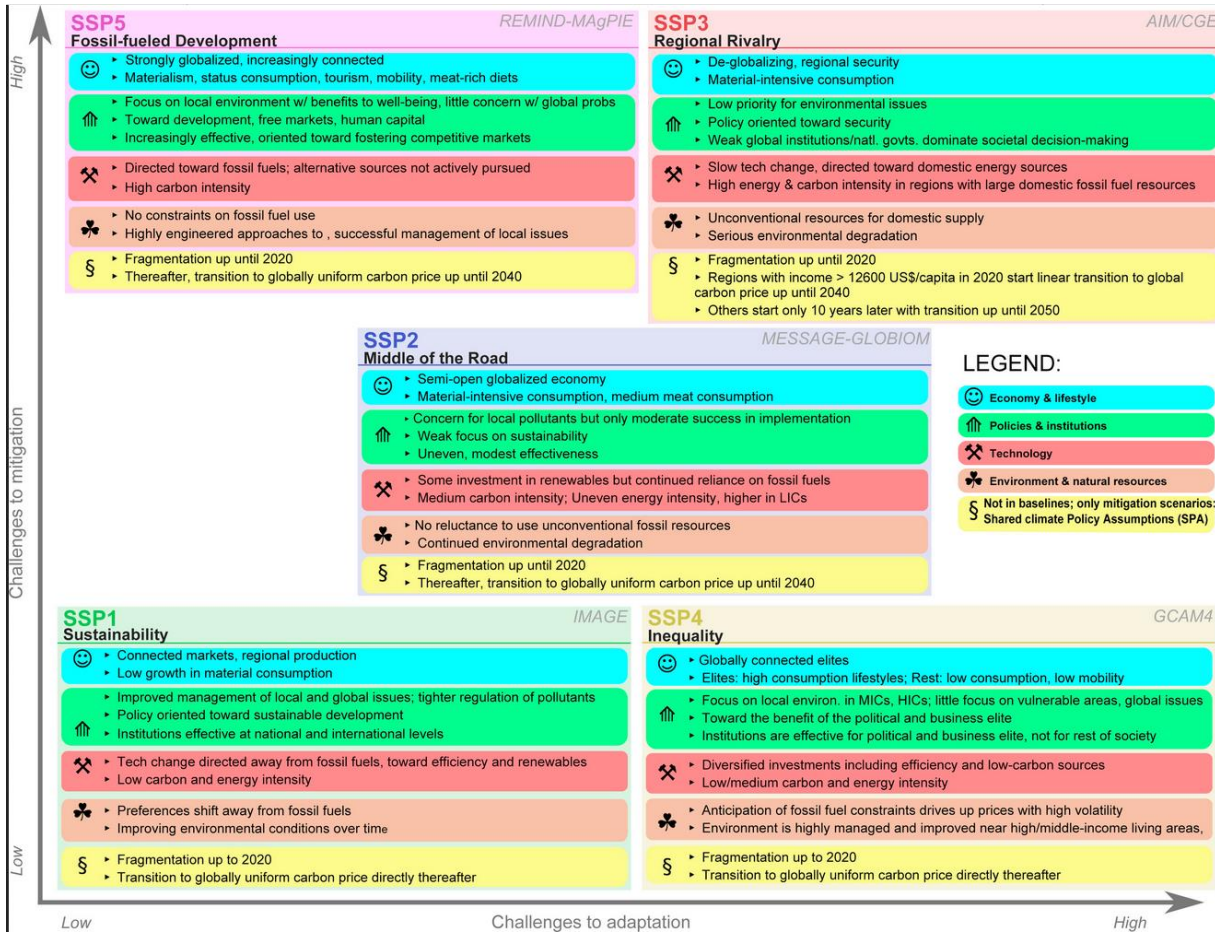 SSP5
REMIND-MAgPIE
Fossil-fueled Development
☺
▸ Strongly globalized, increasingly connected
▸ Materialism, status consumption, tourism, mobility, meat-rich diets
▸ Focus on local environment w/ benefits to well-being, little concern w/ global probs
▸ Toward development, free markets, human capital
▸ Increasingly effective, oriented toward fostering competitive markets
⚒
▸ Directed toward fossil fuels; alternative sources not actively pursued
▸ High carbon intensity
☘
▸ No constraints on fossil fuel use
▸ Highly engineered approaches to , successful management of local issues
§
▸ Fragmentation up until 2020
▸ Thereafter, transition to globally uniform carbon price up until 2040
SSP3
AIM/CGE
Regional Rivalry
☺
▸ De-globalizing, regional security
▸ Material-intensive consumption
▸ Low priority for environmental issues
▸ Policy oriented toward security
▸ Weak global institutions/natl. govts. dominate societal decision-making
⚒
▸ Slow tech change, directed toward domestic energy sources
▸ High energy & carbon intensity in regions with large domestic fossil fuel resources
☘
▸ Unconventional resources for domestic supply
▸ Serious environmental degradation
§
▸ Fragmentation up until 2020
▸ Regions with income > 12600 US$/capita in 2020 start linear transition to global
carbon price up until 2040
▸ Others start only 10 years later with transition up until 2050
SSP2
MESSAGE-GLOBIOM
Middle of the Road
☺
▸ Semi-open globalized economy
▸ Material-intensive consumption, medium meat consumption
▸ Concern for local pollutants but only moderate success in implementation
▸ Weak focus on sustainability
▸ Uneven, modest effectiveness
⚒
▸ Some investment in renewables but continued reliance on fossil fuels
▸ Medium carbon intensity; Uneven energy intensity, higher in LICs
☘
▸ No reluctance to use unconventional fossil resources
▸ Continued environmental degradation
§
▸ Fragmentation up until 2020
▸ Thereafter, transition to globally uniform carbon price up until 2040
LEGEND:
☺ Economy & lifestyle
Policies & institutions
⚒ Technology
☘ Environment & natural resources
§ Not in baselines; only mitigation scenarios:
Shared climate Policy Assumptions (SPA)
SSP1
IMAGE
Sustainability
☺
▸ Connected markets, regional production
▸ Low growth in material consumption
▸ Improved management of local and global issues; tighter regulation of pollutants
▸ Policy oriented toward sustainable development
▸ Institutions effective at national and international levels
⚒
▸ Tech change directed away from fossil fuels, toward efficiency and renewables
▸ Low carbon and energy intensity
☘
▸ Preferences shift away from fossil fuels
▸ Improving environmental conditions over time
§
▸ Fragmentation up to 2020
▸ Transition to globally uniform carbon price directly thereafter
SSP4
GCAM4
Inequality
☺
▸ Globally connected elites
▸ Elites: high consumption lifestyles; Rest: low consumption, low mobility
▸ Focus on local environ. in MICs, HICs; little focus on vulnerable areas, global issues
▸ Toward the benefit of the political and business elite
▸ Institutions are effective for political and business elite, not for rest of society
⚒
▸ Diversified investments including efficiency and low-carbon sources
▸ Low/medium carbon and energy intensity
☘
▸ Anticipation of fossil fuel constraints drives up prices with high volatility
▸ Environment is highly managed and improved near high/middle-income living areas,
§
▸ Fragmentation up to 2020
▸ Transition to globally uniform carbon price directly thereafter
High
Challenges to mitigation
Low
Low
Challenges to adaptation
High